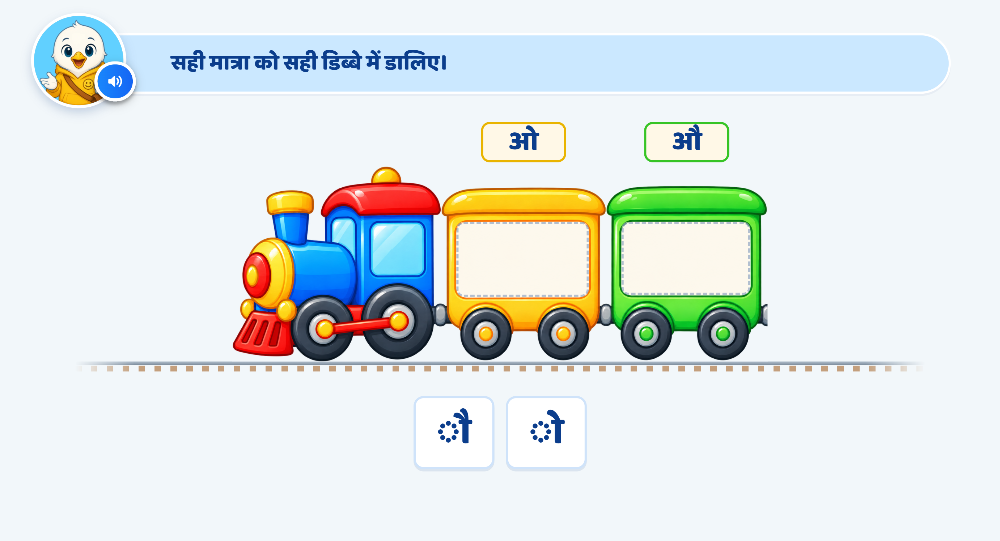 सही मात्रा को सही डिब्बे में डालिए।
ओ औ
ौ ो